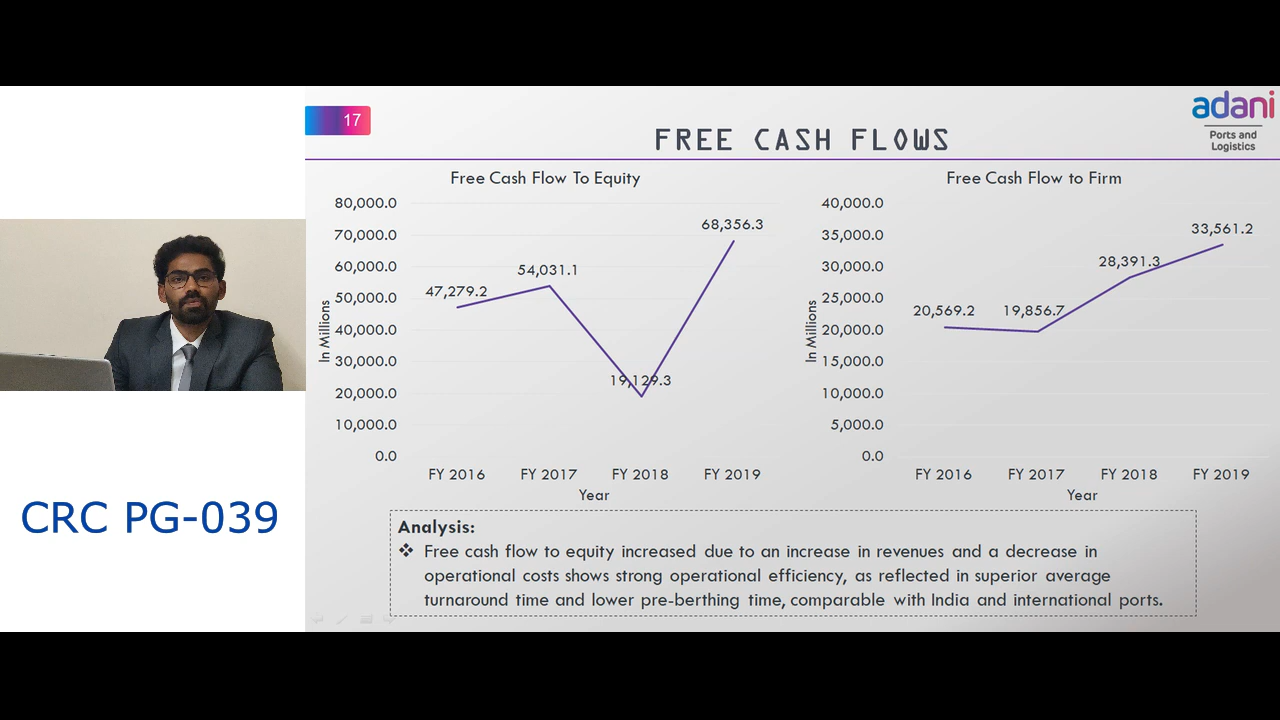 17
adani
Ports and
Logistics
FREE CASH FLOWS
Free Cash Flow To Equity
80,000.0
70,000.0
60,000.0
50,000.0
40,000.0
30,000.0
20,000.0
10,000.0
0.0
In Millions
47,279.2
54,031.1
19,129.3
68,356.3
FY 2016 FY 2017 FY 2018 FY 2019
Year
Free Cash Flow to Firm
40,000.0
35,000.0
30,000.0
25,000.0
20,000.0
15,000.0
10,000.0
5,000.0
0.0
In Millions
20,569.2
19,856.7
28,391.3
33,561.2
FY 2016 FY 2017 FY 2018 FY 2019
Year
CRC PG-039
Analysis:
❖ Free cash flow to equity increased due to an increase in revenues and a decrease in
operational costs shows strong operational efficiency, as reflected in superior average
turnaround time and lower pre-berthing time, comparable with India and international ports.